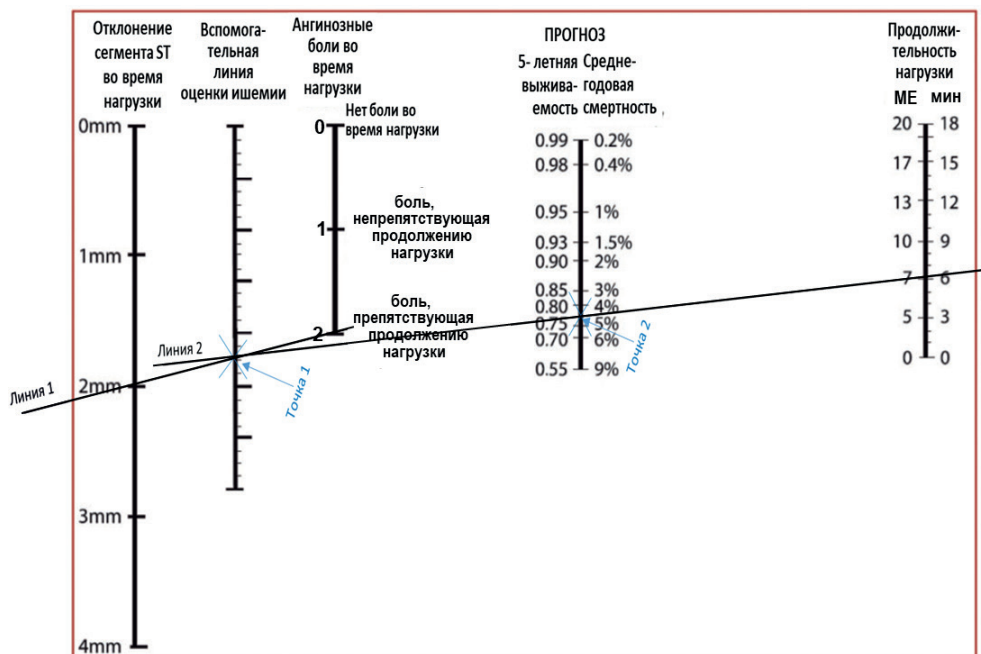 Отклонение
сегмента ST
во время
нагрузки
Вспомога-
тельная
линия
оценки ишемии
Ангинозные
боли во
время
нагрузки
ПРОГНОЗ
5- летняя
выжива-
емость
Средне-
годовая
смертность
Продолжи-
тельность
нагрузки
МЕ мин
0mm
1mm
2mm
3mm
4mm
0
Нет боли во
время нагрузки
1
боль,
непрепятствующая
продолжению
нагрузки
2
боль,
препятствующая
продолжению
нагрузки
0.99 0.2%
0.98 0.4%
0.95 1%
0.93 1.5%
0.90 2%
0.85 3%
0.80 4%
0.75 5%
0.70 6%
0.55 9%
20 18
17 15
13 12
10 9
7 6
5 3
0 0
Линия 1
Линия 2
Точка 1
Точка 2